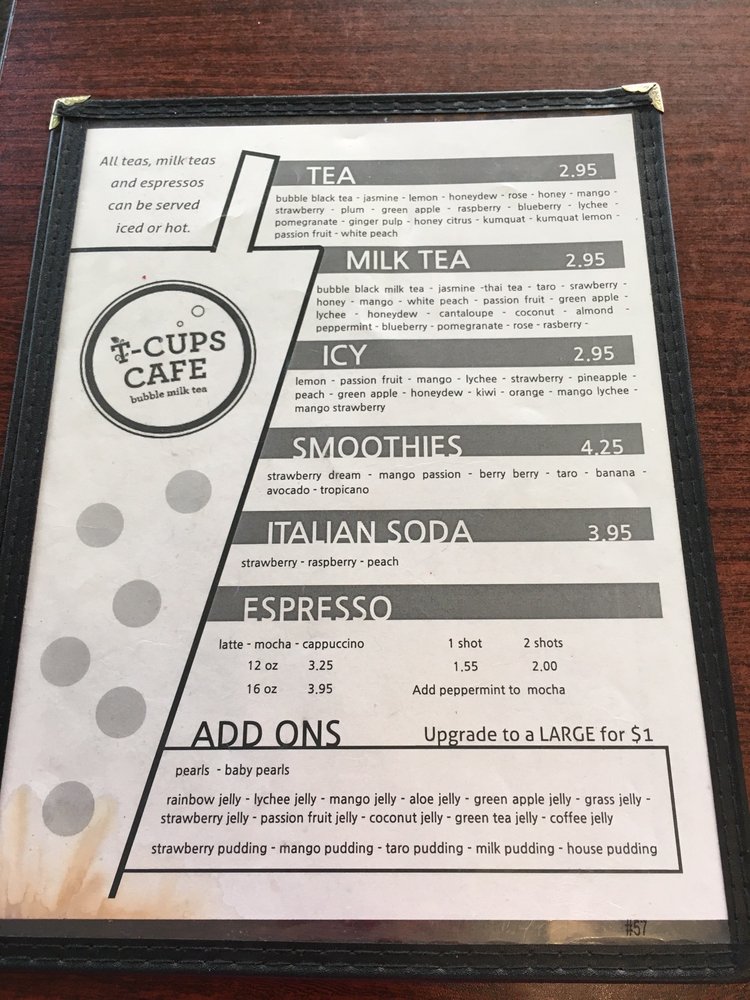 All teas, milk teas
and espressos
can be served
iced or hot.
T-CUPS
CAFE
bubble milk tea
TEA 2.95
bubble black tea - jasmine - lemon - honeydew - rose - honey - mango -
strawberry - plum - green apple - raspberry - blueberry - lychee -
pomegranate - ginger pulp - honey citrus - kumquat - kumquat lemon -
passion fruit - white peach
MILK TEA 2.95
bubble black milk tea - jasmine -thai tea - taro - srawberry -
honey - mango - white peach - passion fruit - green apple -
lychee - honeydew - cantaloupe - coconut - almond -
peppermint - blueberry - pomegranate - rose - rasberry -
ICY 2.95
lemon - passion fruit - mango - lychee - strawberry - pineapple -
peach - green apple - honeydew - kiwi - orange - mango lychee -
mango strawberry
SMOOTHIES 4.25
strawberry dream - mango passion - berry berry - taro - banana -
avocado - tropicano
ITALIAN SODA 3.95
strawberry - raspberry - peach
ESPRESSO
latte - mocha - cappuccino 1 shot 2 shots
12 oz 3.25 1.55 2.00
16 oz 3.95 Add peppermint to mocha
ADD ONS Upgrade to a LARGE for $1
pearls - baby pearls
rainbow jelly - lychee jelly - mango jelly - aloe jelly - green apple jelly - grass jelly -
strawberry jelly - passion fruit jelly - coconut jelly - green tea jelly - coffee jelly
strawberry pudding - mango pudding - taro pudding - milk pudding - house pudding
#57